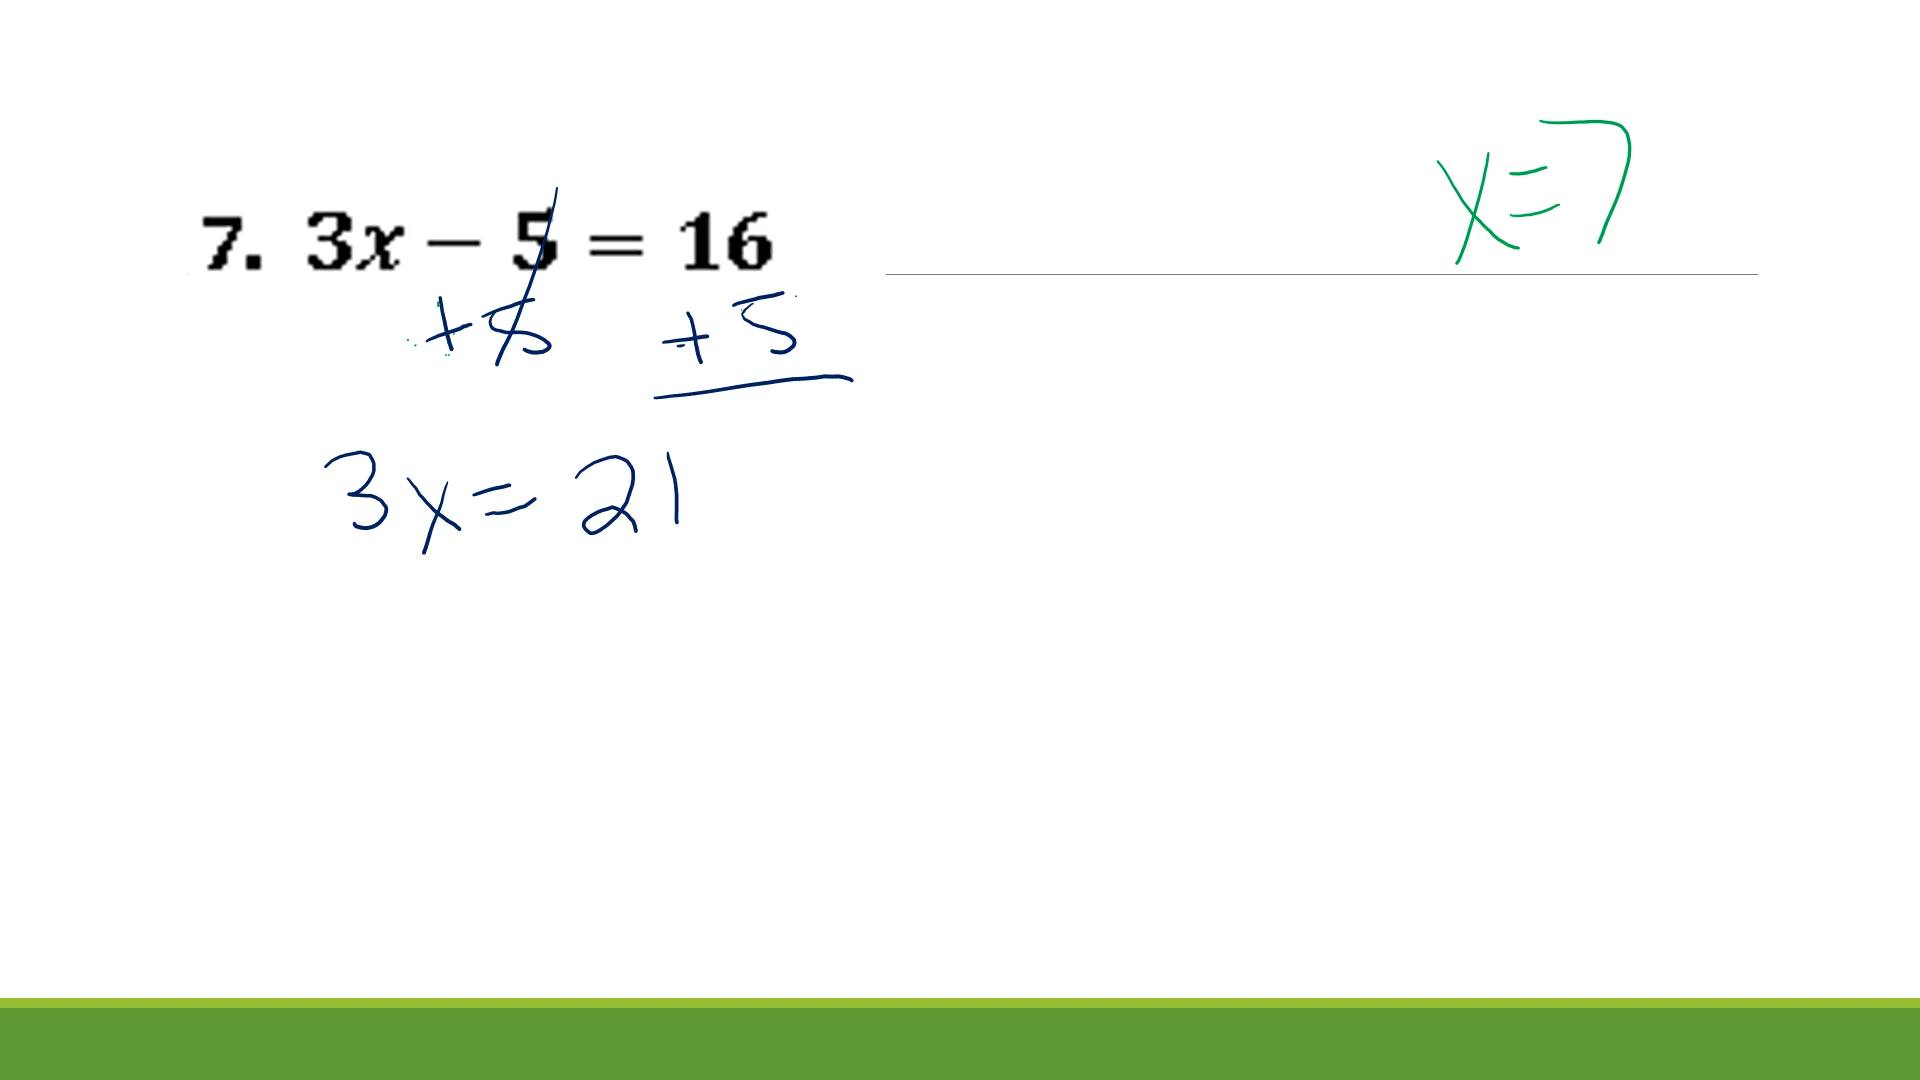 7. 3x − 5 = 16
x=7
+5 +5
3x=21